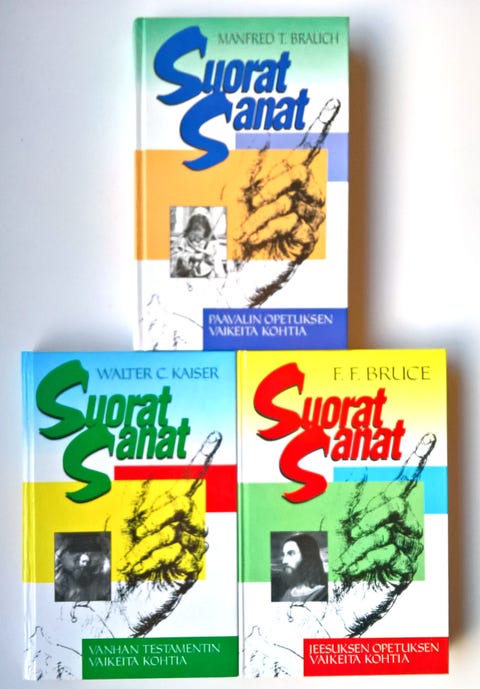 MANFRED T. BRAUCH
Suorat
Sanat
PAAVALIN OPETUKSEN
VAIKEITA KOHTIA
WALTER C. KAISER
Suorat
Sanat
VANHAN TESTAMENTIN
VAIKEITA KOHTIA
F. F. BRUCE
Suorat
Sanat
JEESUKSEN OPETUKSEN
VAIKEITA KOHTIA